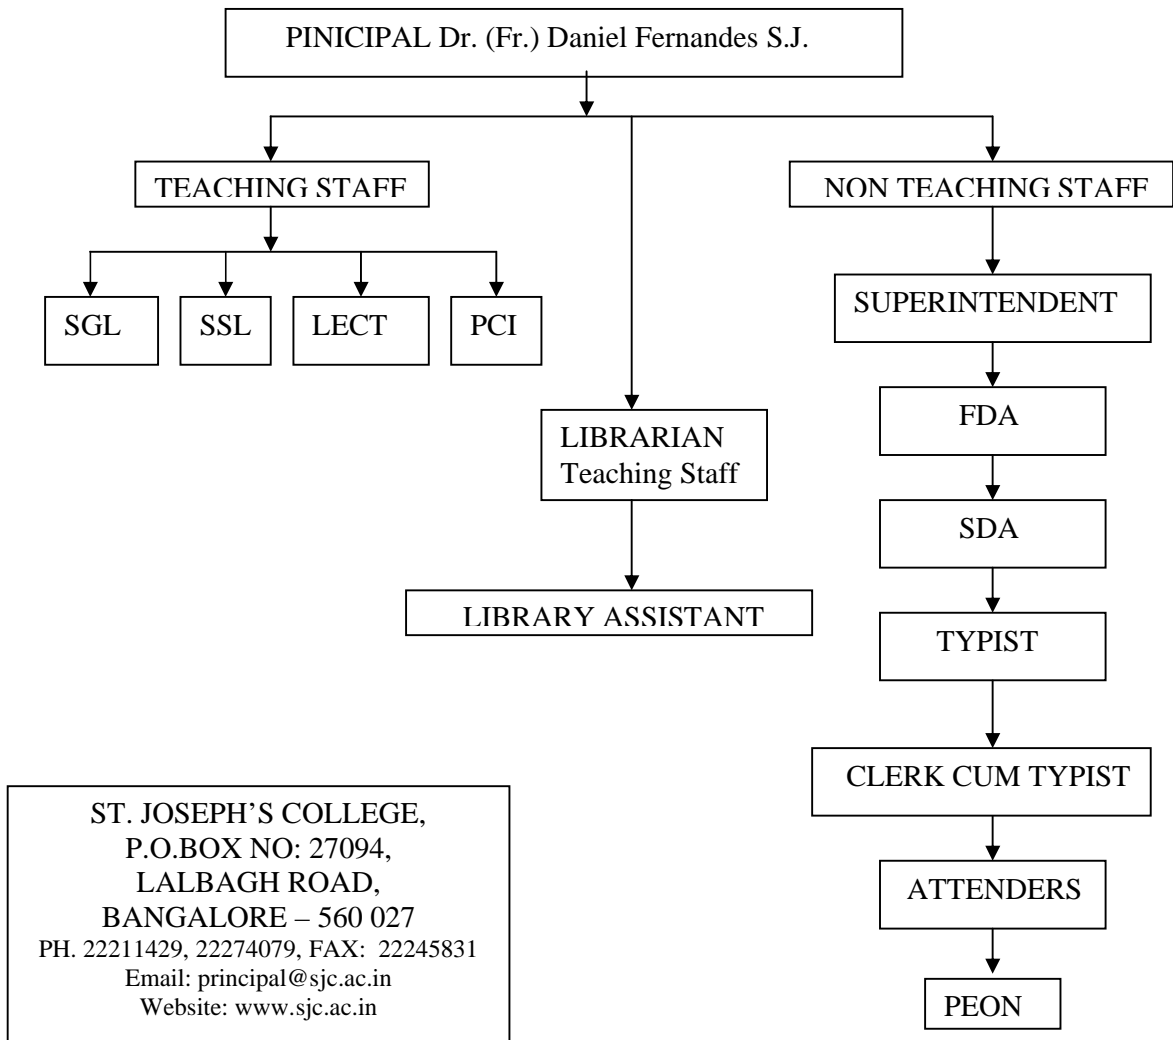 PINICIPAL Dr. (Fr.) Daniel Fernandes S.J.
TEACHING STAFF
NON TEACHING STAFF
SGL
SSL
LECT
PCI
SUPERINTENDENT
FDA
LIBRARIAN
Teaching Staff
SDA
LIBRARY ASSISTANT
TYPIST
CLERK CUM TYPIST
ATTENDERS
PEON
ST. JOSEPH’S COLLEGE,
P.O.BOX NO: 27094,
LALBAGH ROAD,
BANGALORE – 560 027
PH. 22211429, 22274079, FAX: 22245831
Email: principal@sjc.ac.in
Website: www.sjc.ac.in